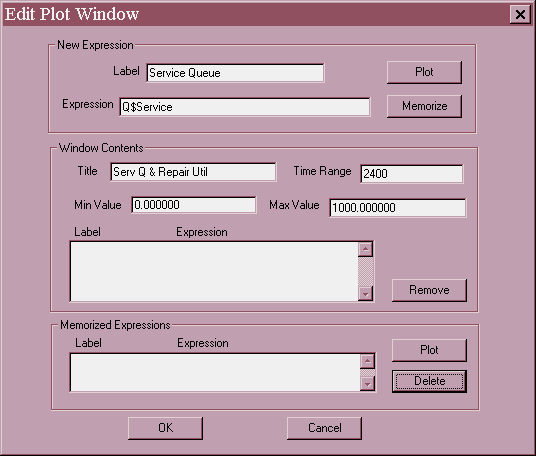 Edit Plot Window
New Expression
Label Service Queue Plot
Expression Q$Service Memorize
Window Contents
Title Serv Q & Repair Util Time Range 2400
Min Value 0.000000 Max Value 1000.000000
Label Expression
Remove
Memorized Expressions
Label Expression Plot
Delete
OK Cancel